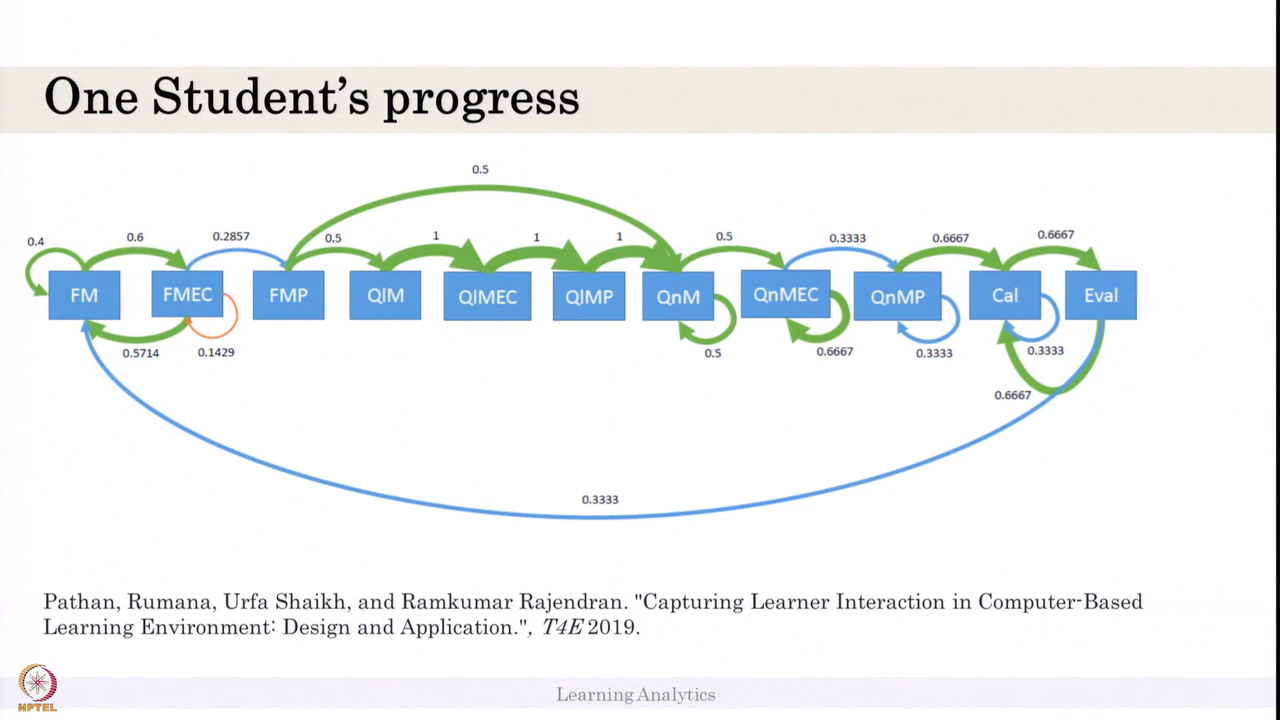 One Student's progress
0.5
0.4
0.6
0.2857
0.5
1
1
1
0.5
0.3333
0.6667
0.6667
FM
FMEC
FMP
QlM
QlMEC
QlMP
QnM
QnMEC
QnMP
Cal
Eval
0.5714
0.1429
0.5
0.6667
0.3333
0.3333
0.6667
0.3333
Pathan, Rumana, Urfa Shaikh, and Ramkumar Rajendran. "Capturing Learner Interaction in Computer-Based
Learning Environment: Design and Application.", T4E 2019.
NPTEL
Learning Analytics